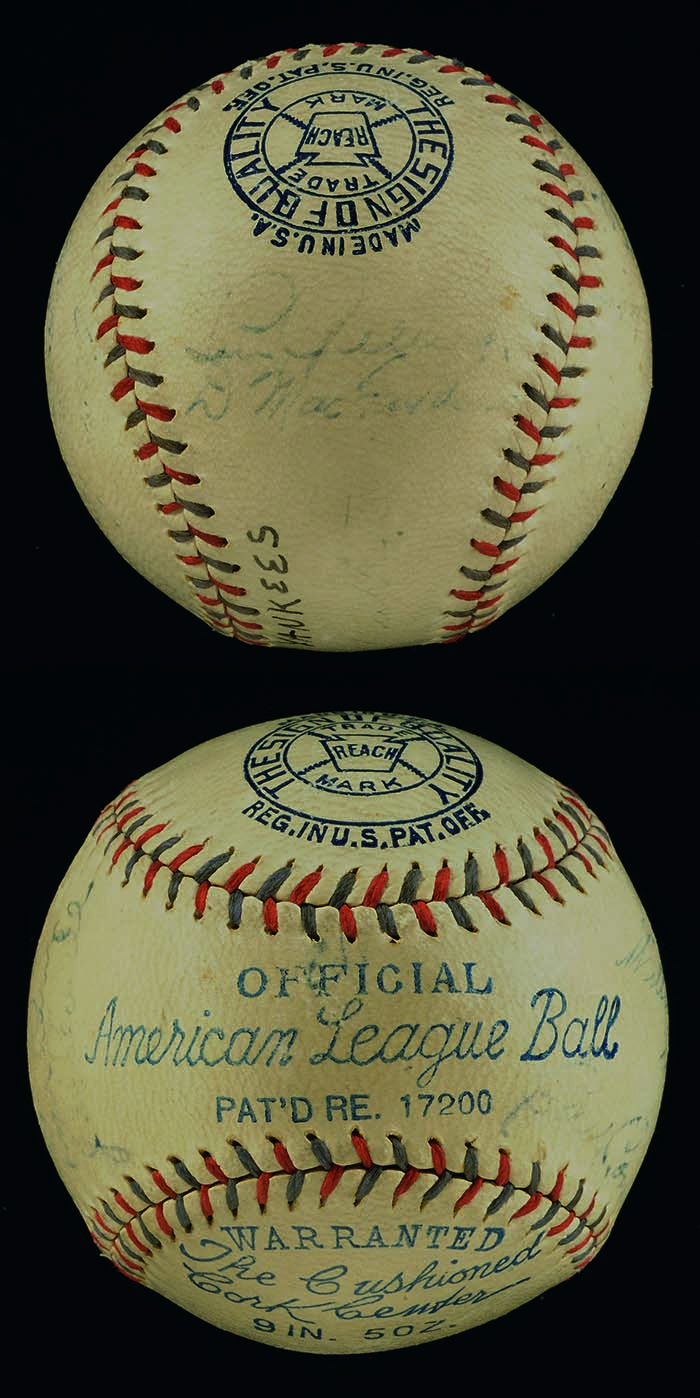 REG. IN U.S. PAT. OFF.
THE SIGN OF QUALITY
MARK
REACH
TRADE
MADE IN U.S.A.
YANKEES
THE SIGN OF QUALITY
TRADE
REACH
MARK
REG. IN U.S. PAT. OFF.
OFFICIAL
American League Ball
PAT'D RE. 17200
WARRANTED
The Cushioned
Cork Center
9 IN. 5 OZ.